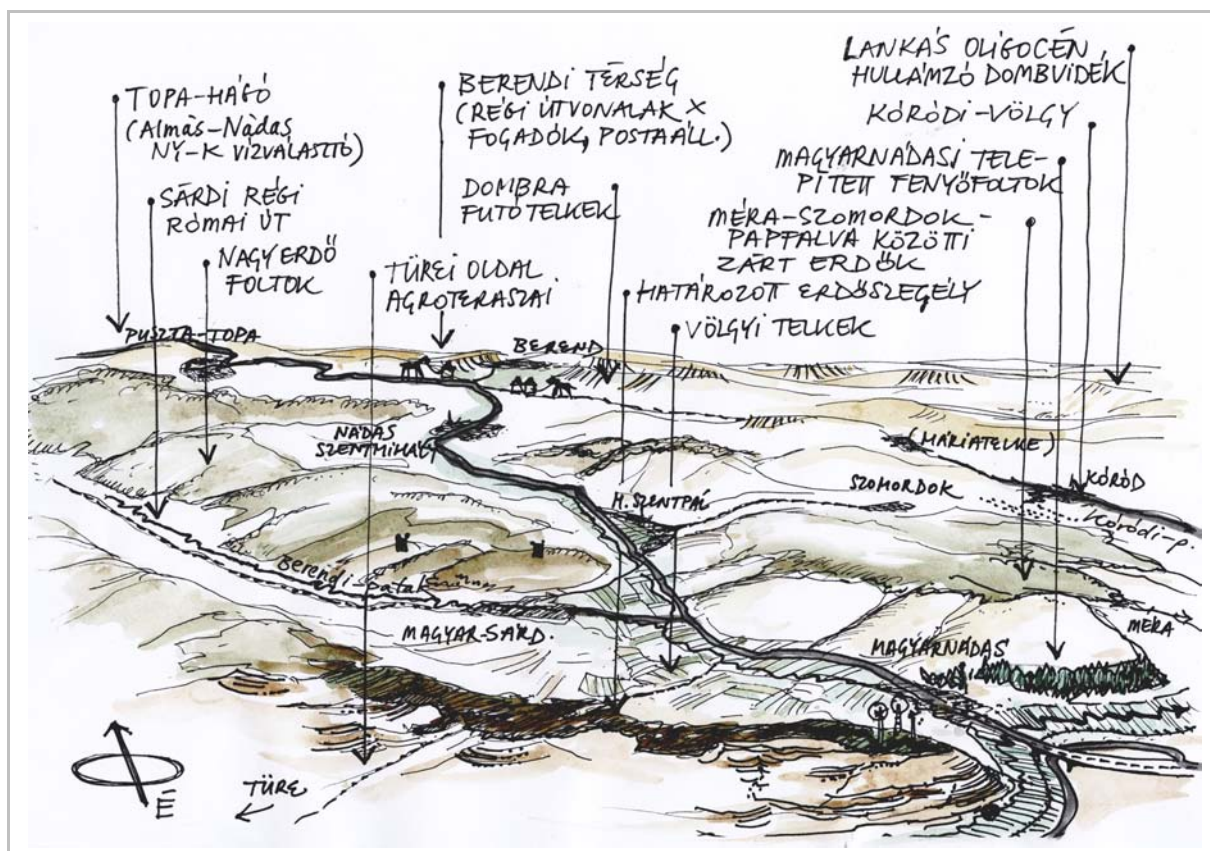 TOPA-HÁGÓ
(Almás-Nádas
NY-K VÍZVÁLASZTÓ)
SÁRDI RÉGI
RÓMAI ÚT
NAGY ERDŐ
FOLTOK
BERENDI TÉRSÉG
(RÉGI ÚTVONALAK X
FOGADÓK, POSTAÁLL.)
DOMBRA
FUTÓ TELKEK
TÜREI OLDAL
AGROTERASZAI
LANKÁS OLIGOCÉN,
HULLÁMZÓ DOMBVIDÉK
KÓRÓDI-VÖLGY
MAGYARNÁDASI TELE-
PÍTETT FENYŐFOLTOK
MÉRA-SZOMORDOK-
PAPFALVA KÖZÖTTI
ZÁRT ERDŐK
HATÁROZOTT ERDŐSZEGÉLY
VÖLGYI TELKEK
PUSZTA-TOPA
BEREND
NÁDAS
SZENTMIHÁLY
(MÁRIATELKE)
SZOMORDOK
KÓRÓD
H. SZENTPÁL
Kóródi-p.
Berendi-patak
MAGYAR-SÁRD.
MÉRA
MAGYARNÁDAS
TÜRE
É